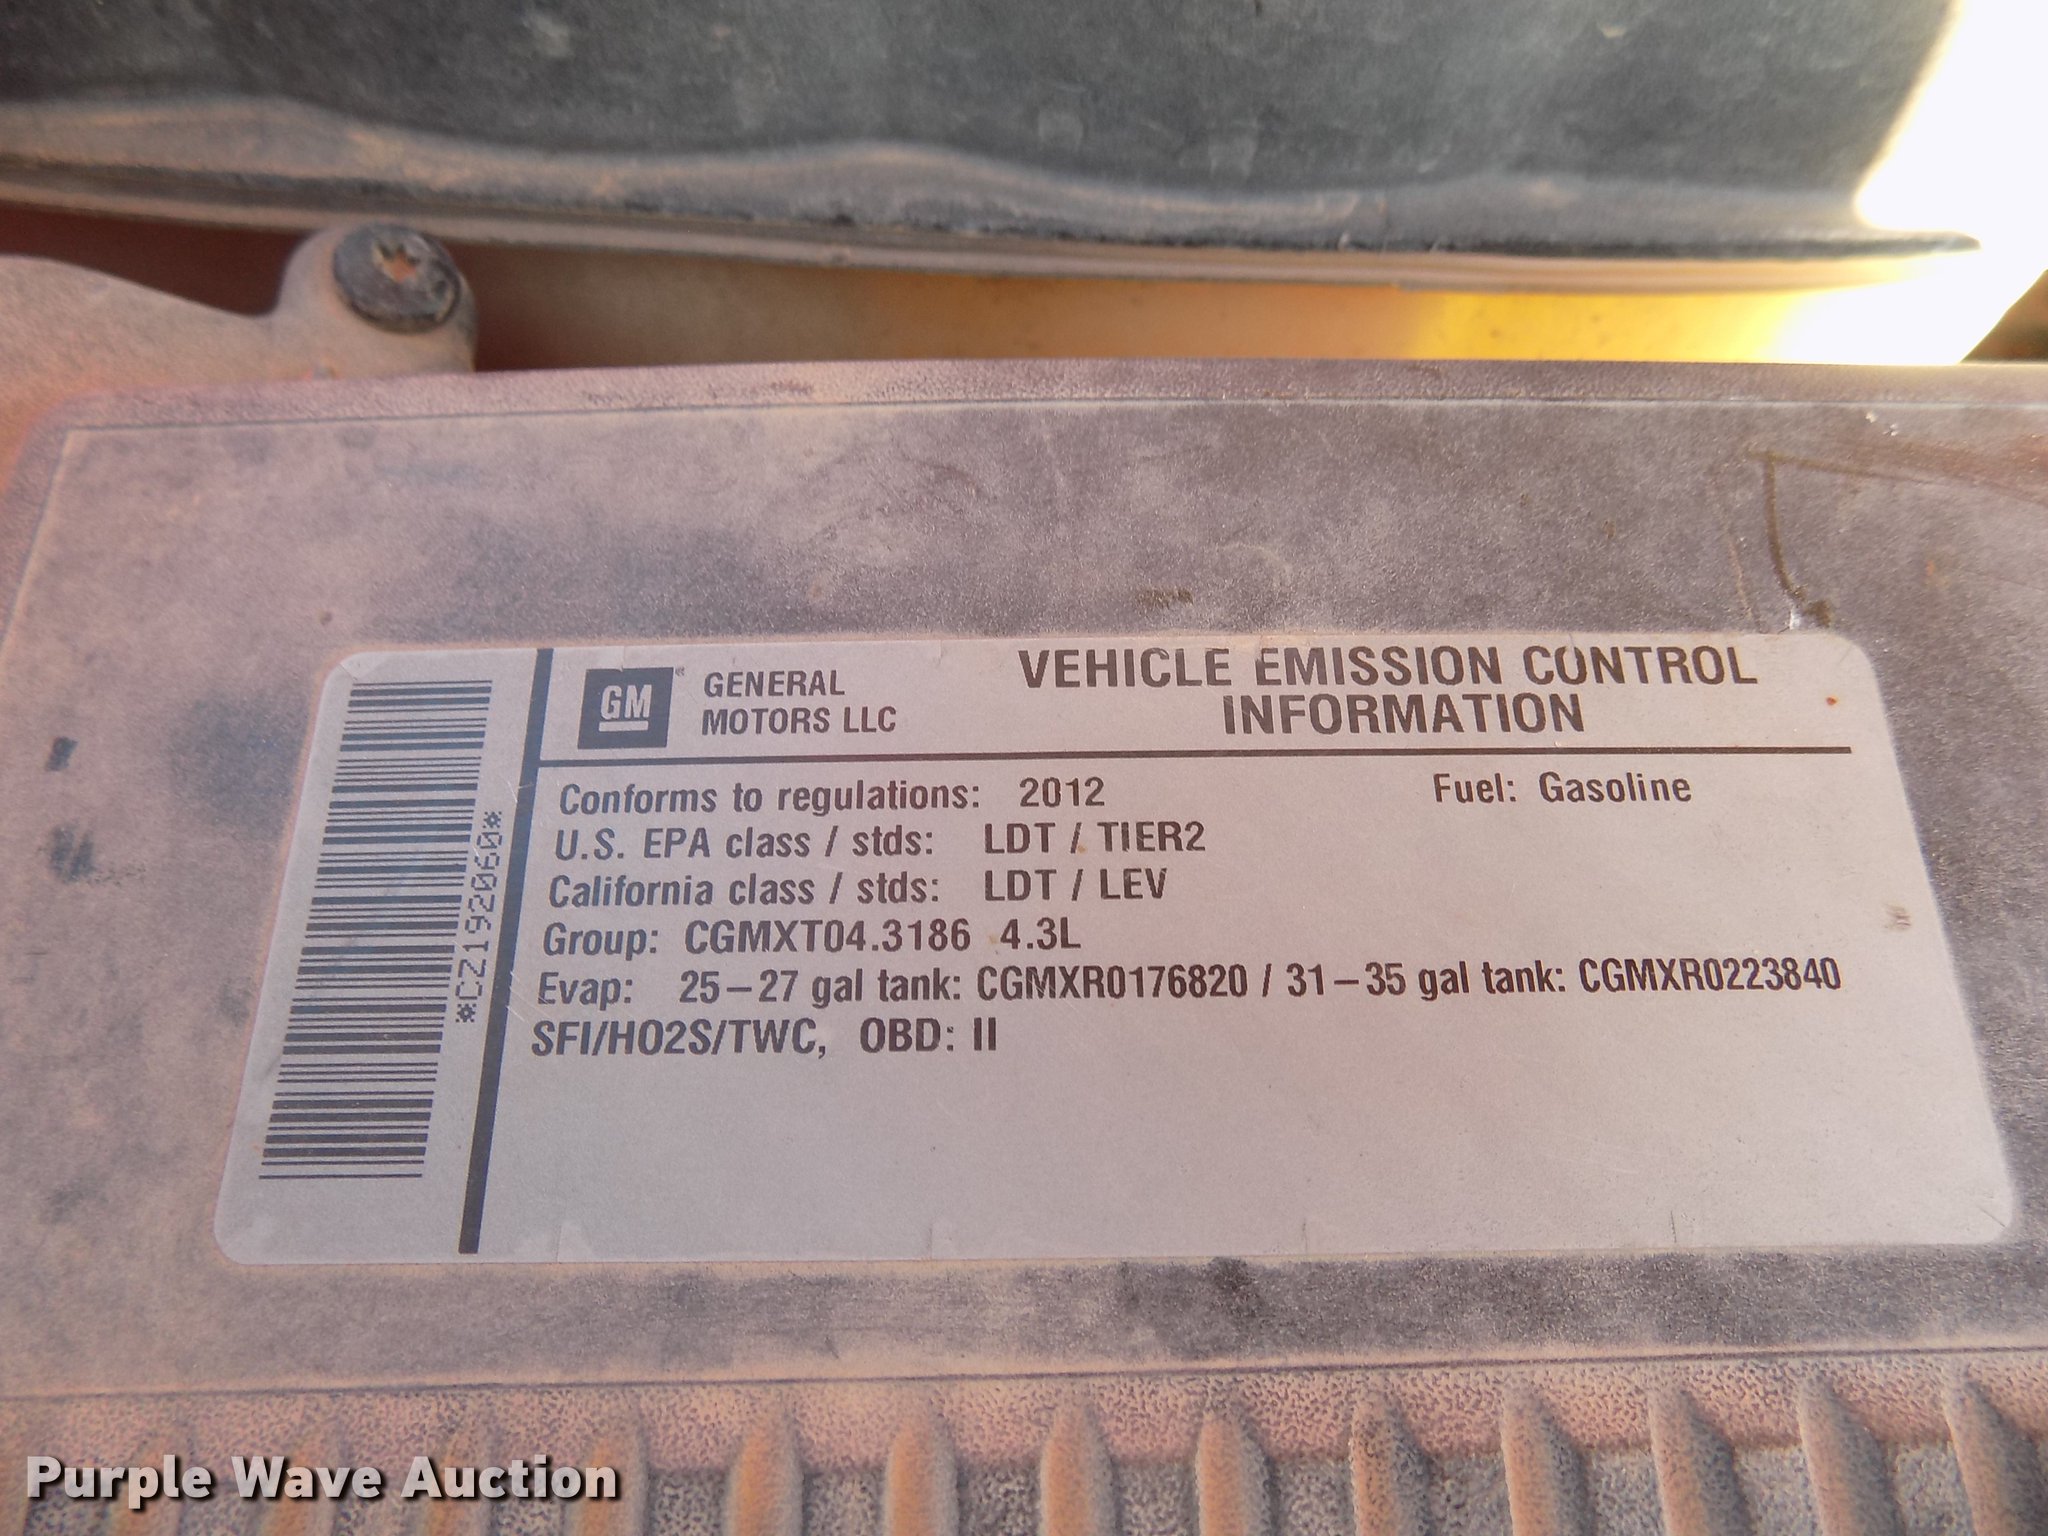 GM
GENERAL
MOTORS LLC
VEHICLE EMISSION CONTROL
INFORMATION
Conforms to regulations: 2012 Fuel: Gasoline
U.S. EPA class / stds: LDT / TIER2
California class / stds: LDT / LEV
Group: CGMXT04.3186 4.3L
Evap: 25–27 gal tank: CGMXR0176820 / 31–35 gal tank: CGMXR0223840
SFI/HO2S/TWC, OBD: II
*CZ192060*
Purple Wave Auction